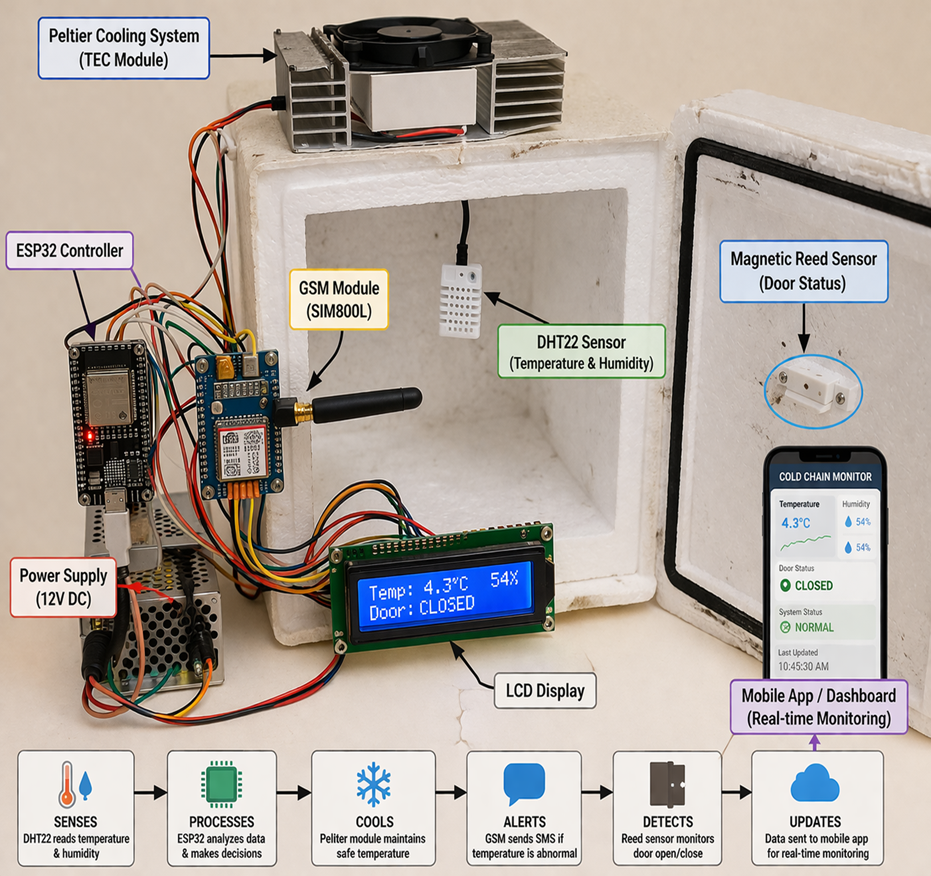 Peltier Cooling System
(TEC Module)
ESP32 Controller
GSM Module
(SIM800L)
Magnetic Reed Sensor
(Door Status)
DHT22 Sensor
(Temperature & Humidity)
COLD CHAIN MONITOR
Temperature
Humidity
4.3°C
54%
54%
Door Status
CLOSED
System Status
NORMAL
Last Updated
10:45:30 AM
Power Supply
(12V DC)
Temp: 4.3°C 54%
Door: CLOSED
LCD Display
Mobile App / Dashboard
(Real-time Monitoring)
SENSES
DHT22 reads temperature
& humidity
PROCESSES
ESP32 analyzes data
& makes decisions
COOLS
Peliter module maintains
safe temperature
ALERTS
GSM sends SMS if
temperature is abnormal
DETECTS
Reed sensor monitors
door open/close
UPDATES
Data sent to mobile app
for real-time monitoring